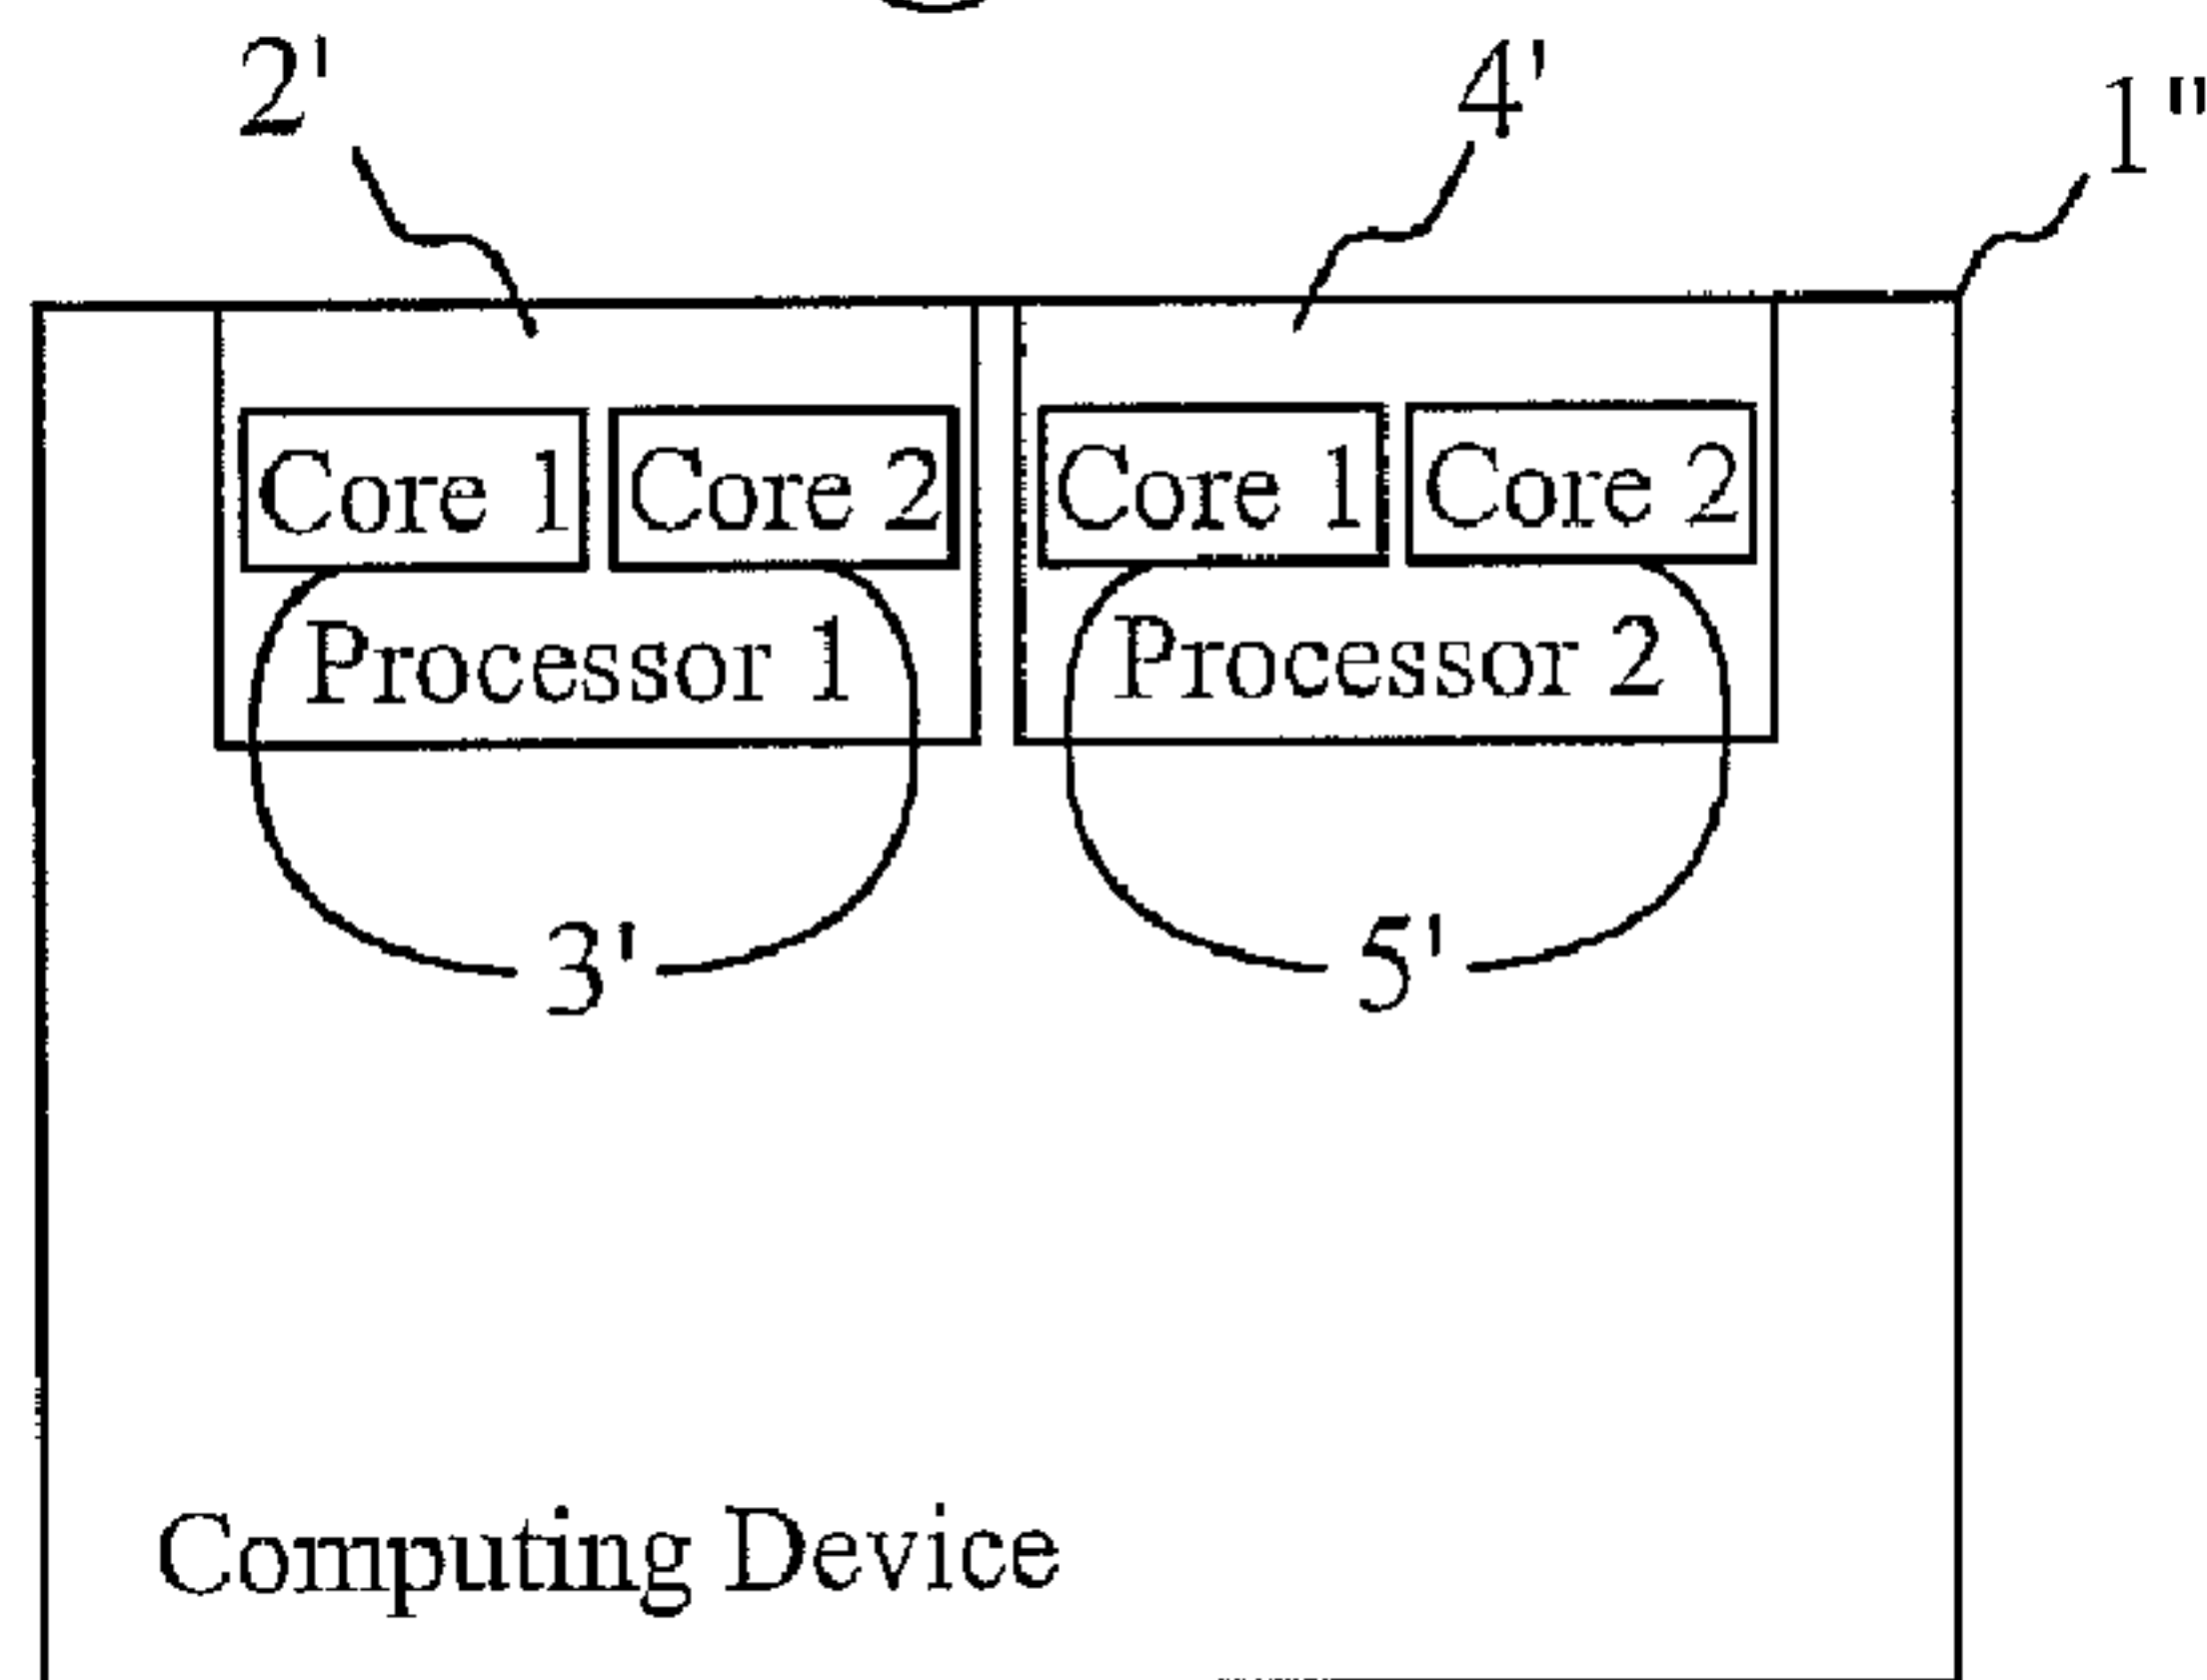 2' 4' 1"
Core 1 Core 2 Core 1 Core 2
Processor 1 Processor 2
3' 5'
Computing Device